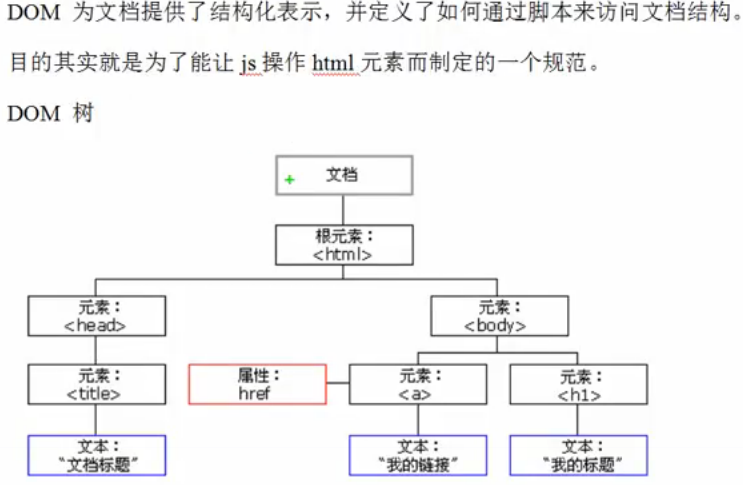 DOM 为文档提供了结构化表示，并定义了如何通过脚本来访问文档结构。
目的其实就是为了能让 js 操作 html 元素而制定的一个规范。
DOM 树
文档
根元素：
<html>
元素：
<head>
元素：
<body>
元素：
<title>
属性：
href
元素：
<a>
元素：
<h1>
文本：
“文档标题”
文本：
“我的链接”
文本：
“我的标题”